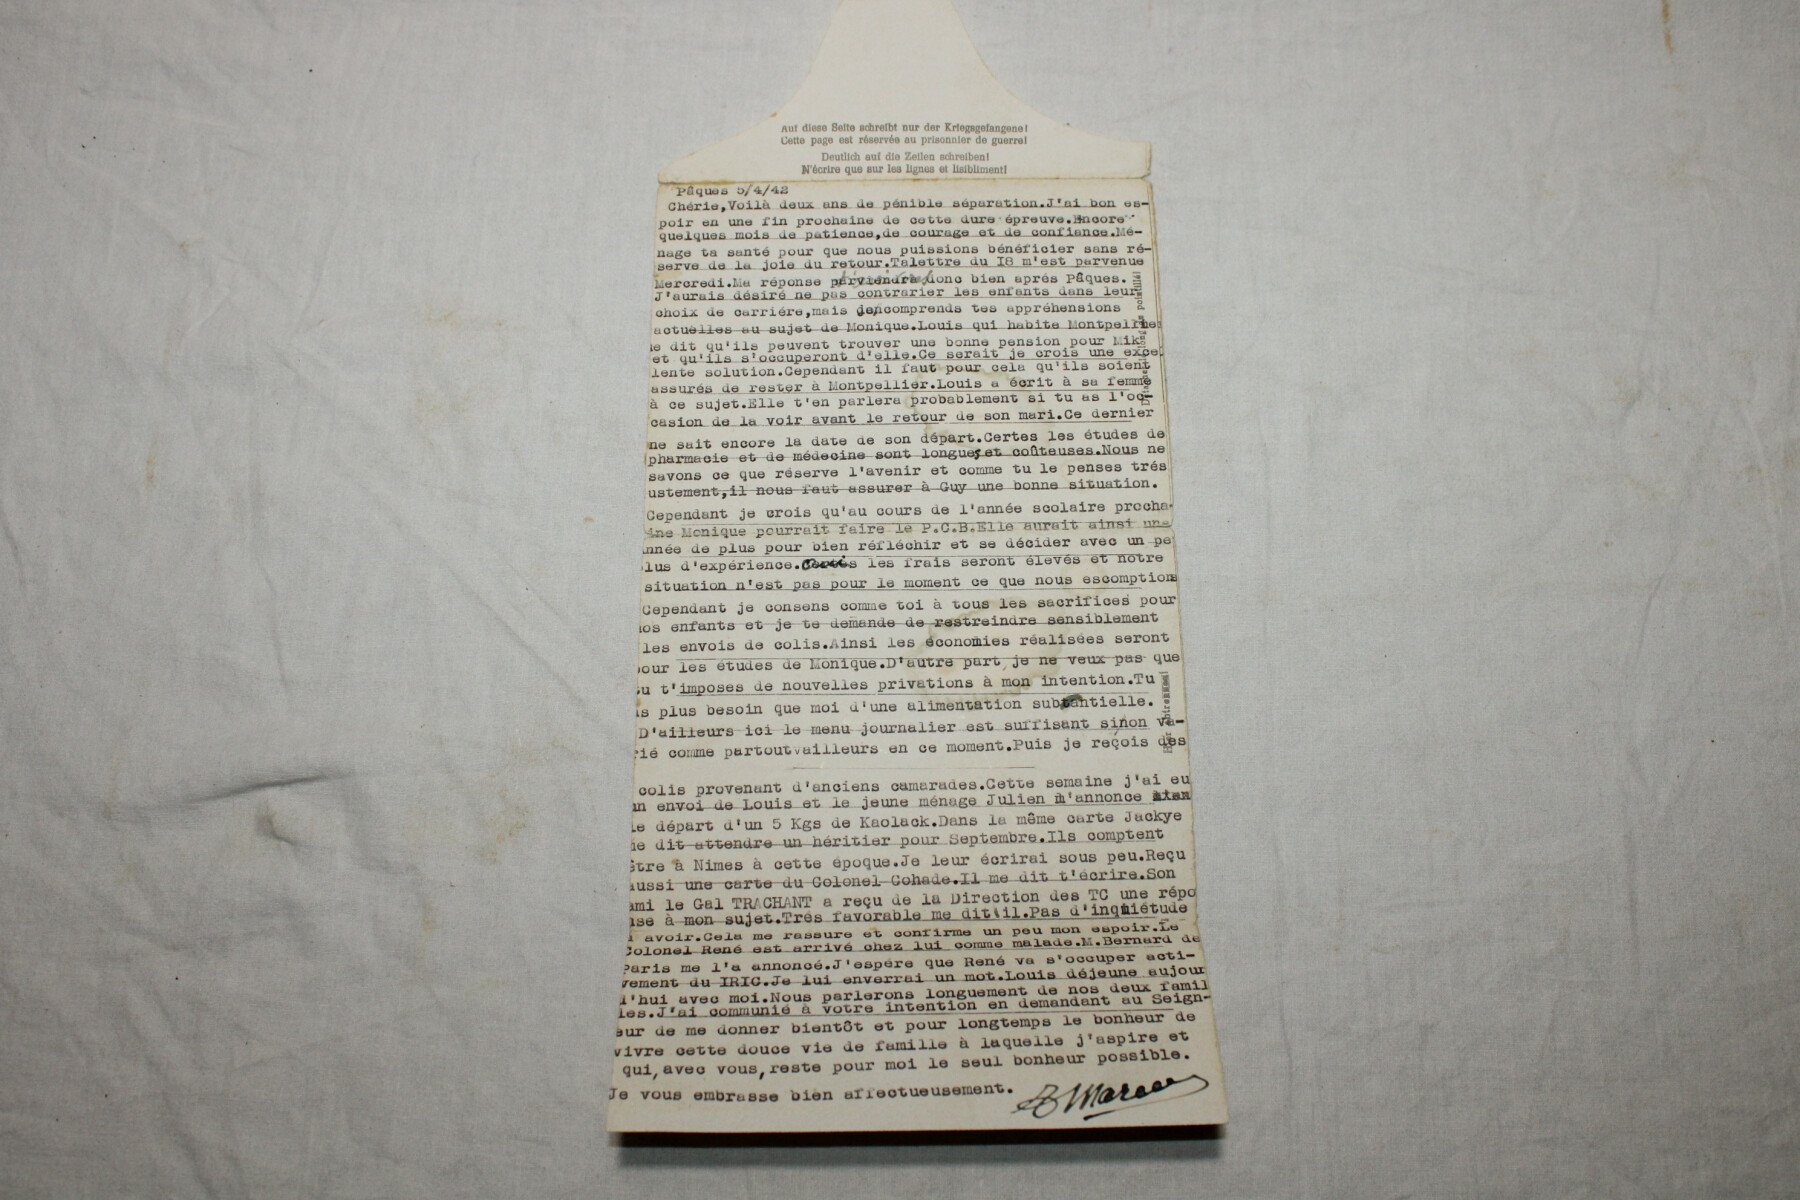 Auf diese Seite schreibt nur der Kriegsgefangene!
Cette page est réservée au prisonnier de guerre!
Deutlich auf die Zeilen schreiben!
N'écrire que sur les lignes et lisiblement!
Pâques 5/4/42
Chérie,Voilà deux ans de pénible séparation.J'ai bon es-
poir en une fin prochaine de cette dure épreuve.Encore
quelques mois de patience,de courage et de confiance.Mé-
nage ta santé pour que nous puissions bénéficier sans ré-
serve de la joie du retour.Talettre du I8 m'est parvenue
Mercredi.Ma réponse parviendra donc bien aprés Pâques.
J'aurais désiré ne pas contrarier les enfants dans leur
choix de carriére,mais comprends tes appréhensions
actuelles au sujet de Monique.Louis qui habite Montpellie
e dit qu'ils peuvent trouver une bonne pension pour Mik
et qu'ils s'occuperont d'elle.Ce serait je crois une exce
lente solution.Cependant il faut pour cela qu'ils soient
assurés de rester à Montpellier.Louis a écrit à sa femme
à ce sujet.Elle t'en parlera probablement si tu as l'oc-
casion de la voir avant le retour de son mari.Ce dernier
ne sait encore la date de son départ.Certes les études de
pharmacie et de médecine sont longues,et coûteuses.Nous ne
savons ce que réserve l'avenir et comme tu le penses trés
ustement,il nous faut assurer à Guy une bonne situation.
Cependant je crois qu'au cours de l'année scolaire procha-
ine Monique pourrait faire le P.C.B.Elle aurait ainsi une
nnée de plus pour bien réfléchir et se décider avec un pe
lus d'expérience.Certes les frais seront élevés et notre
situation n'est pas pour le moment ce que nous escomptions
Cependant je consens comme toi à tous les sacrifices pour
os enfants et je te demande de restreindre sensiblement
les envois de colis.Ainsi les économies réalisées seront
our les études de Monique.D'autre part,je ne veux pas que
u t'imposes de nouvelles privations à mon intention.Tu
s plus besoin que moi d'une alimentation subtantielle.
D'ailleurs ici le menu journalier est suffisant sinon va-
rié comme partout ailleurs en ce moment.Puis je reçois des
colis provenant d'anciens camarades.Cette semaine j'ai eu
un envoi de Louis et le jeune ménage Julien m'annonce
le départ d'un 5 Kgs de Kaolack.Dans la même carte Jackye
e dit attendre un héritier pour Septembre.Ils comptent
être à Nimes à cette époque.Je leur écrirai sous peu.Reçu
aussi une carte du Colonel Cohade.Il me dit t'écrire.Son
ami le Gal TRACHANT a reçu de la Direction des TC une répo
nse à mon sujet.Trés favorable me dit il.Pas d'inquiétude
à avoir.Cela me rassure et confirme un peu mon espoir.Le
Colonel René est arrivé chez lui comme malade.M.Bernard de
Paris me l'a annoncé.J'espère que René va s'occuper acti-
vement du IRIC.Je lui enverrai un mot.Louis déjeune aujour
d'hui avec moi.Nous parlerons longuement de nos deux famil
les.J'ai communié à votre intention en demandant au Seign-
eur de me donner bientôt et pour longtemps le bonheur de
vivre cette douce vie de famille à laquelle j'aspire et
qui,avec vous,reste pour moi le seul bonheur possible.
Je vous embrasse bien affectueusement.